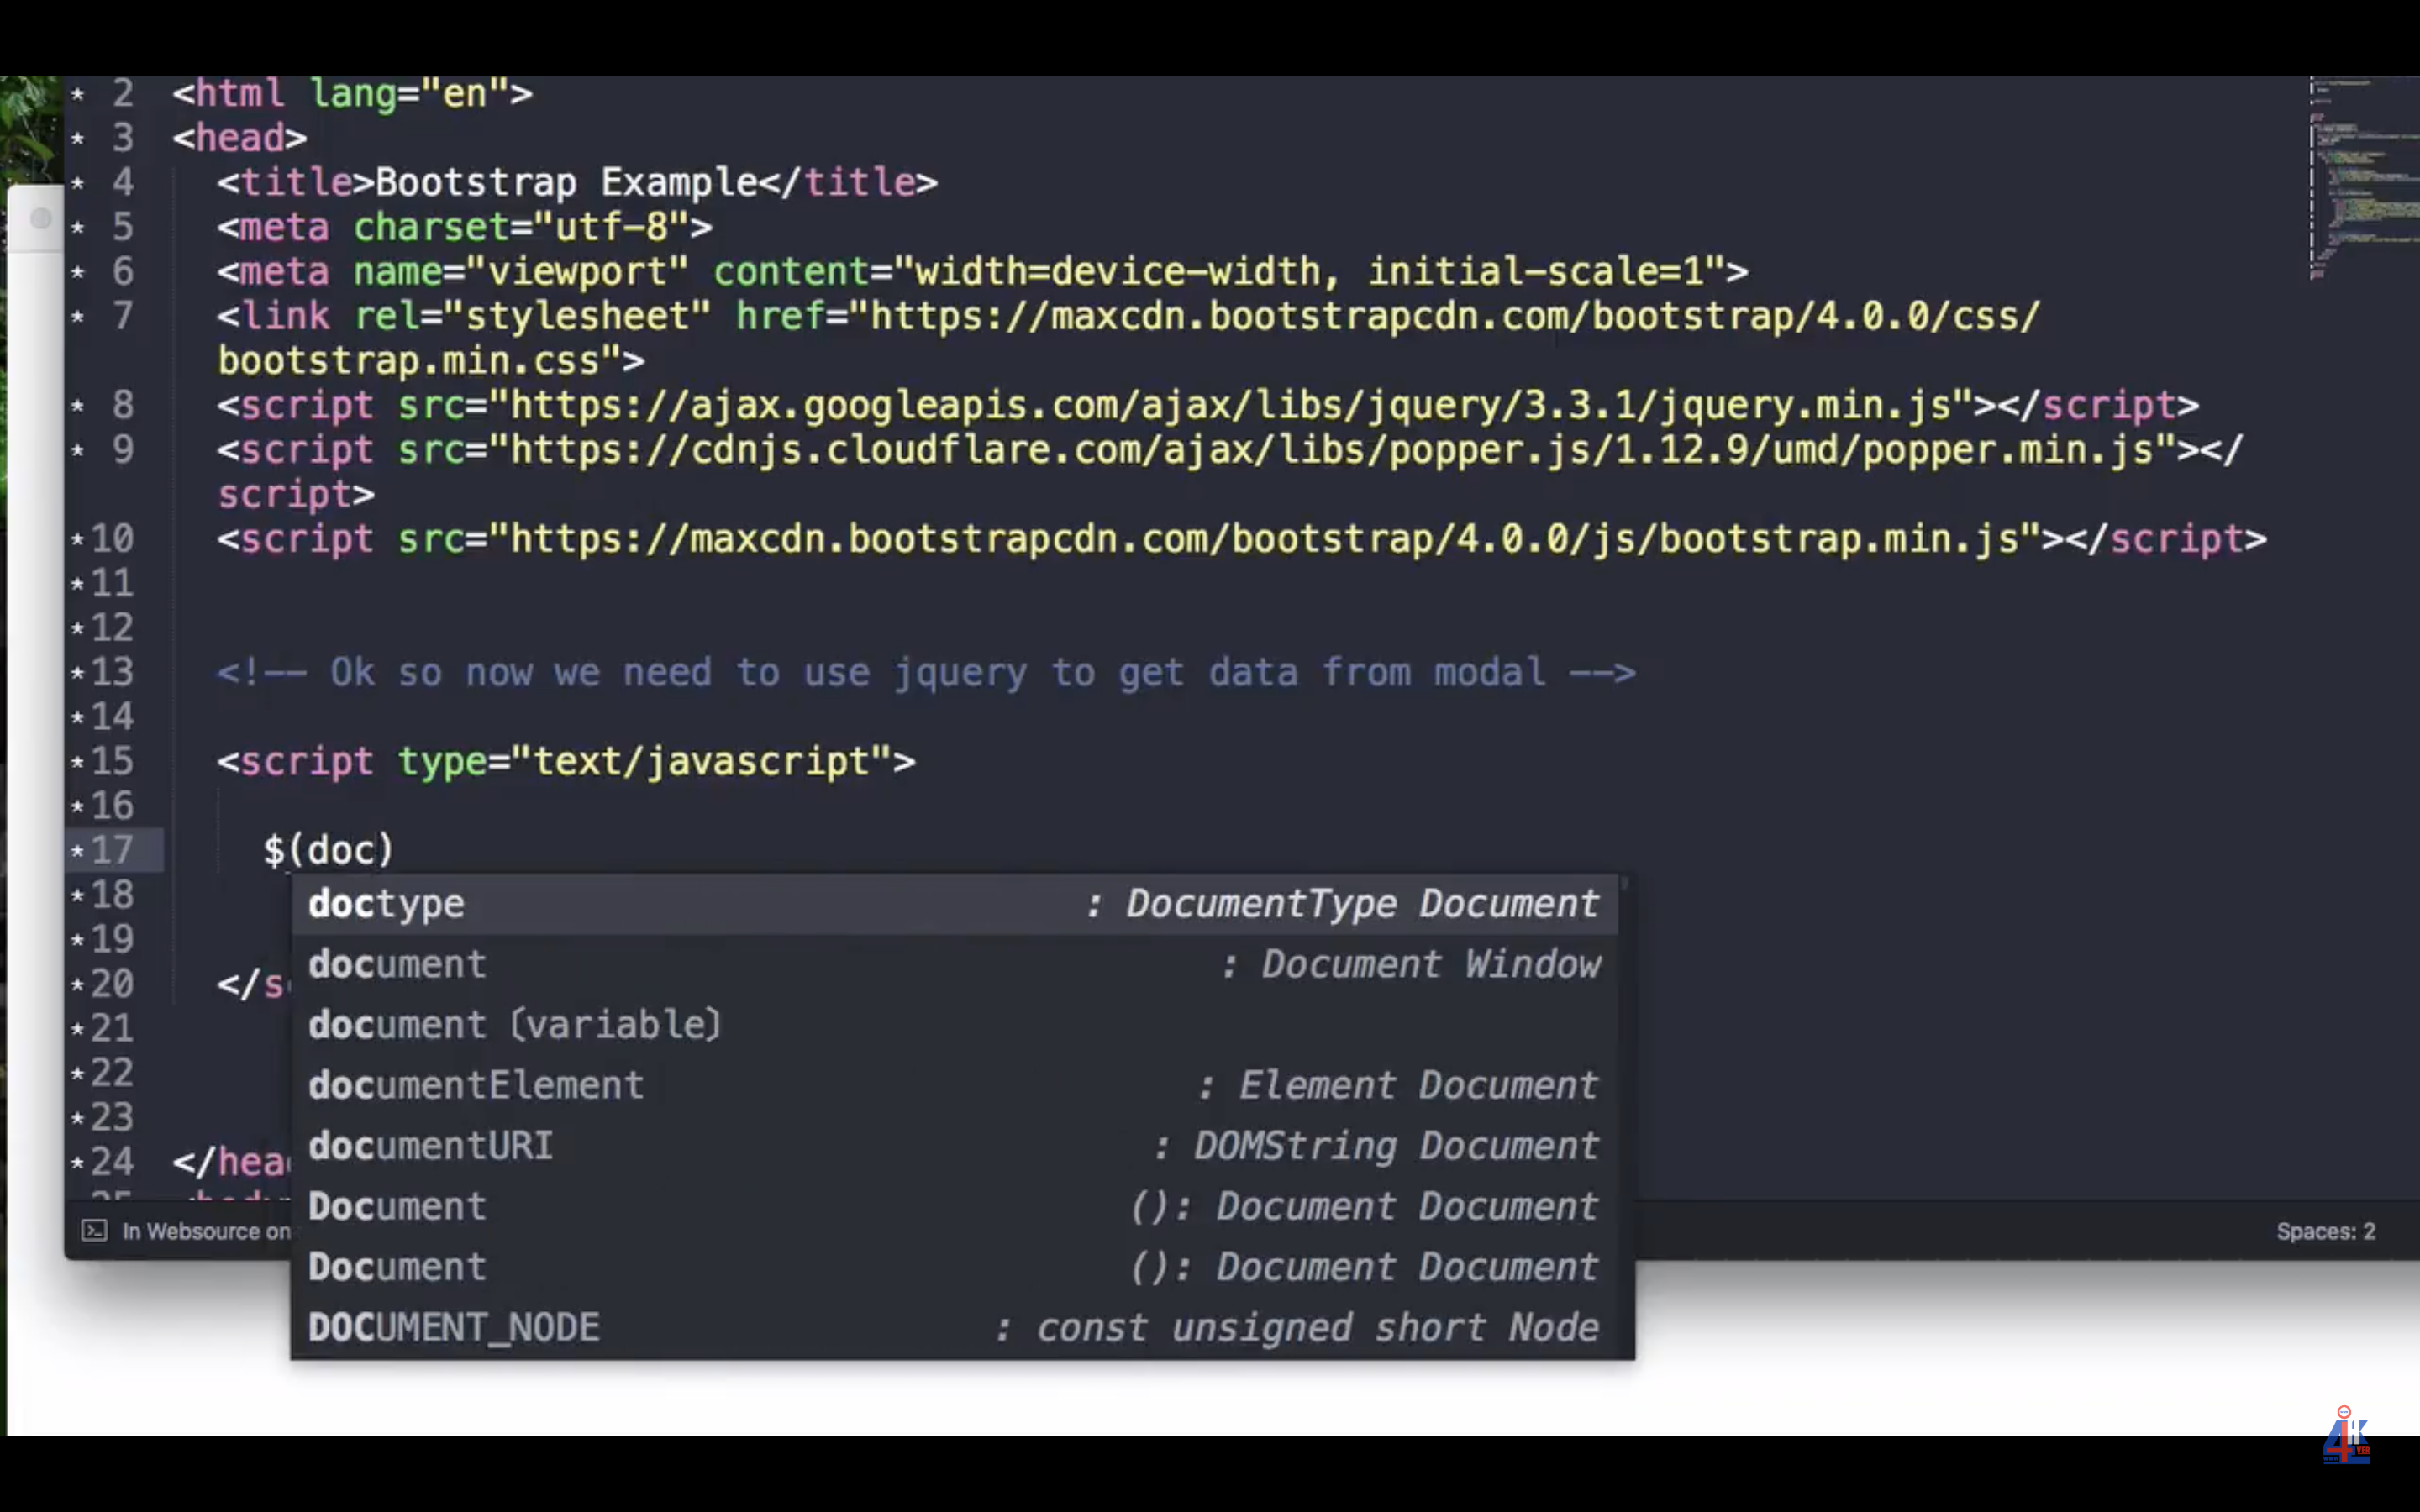 * 2 <html lang="en">
* 3 <head>
* 4 <title>Bootstrap Example</title>
* 5 <meta charset="utf-8">
* 6 <meta name="viewport" content="width=device-width, initial-scale=1">
* 7 <link rel="stylesheet" href="https://maxcdn.bootstrapcdn.com/bootstrap/4.0.0/css/
bootstrap.min.css">
* 8 <script src="https://ajax.googleapis.com/ajax/libs/jquery/3.3.1/jquery.min.js"></script>
* 9 <script src="https://cdnjs.cloudflare.com/ajax/libs/popper.js/1.12.9/umd/popper.min.js"></
script>
*10 <script src="https://maxcdn.bootstrapcdn.com/bootstrap/4.0.0/js/bootstrap.min.js"></script>
*11
*12
*13 <!-- Ok so now we need to use jquery to get data from modal -->
*14
*15 <script type="text/javascript">
*16
*17 $(doc)
*18 doctype : DocumentType Document
*19 document : Document Window
*20 </s
document (variable)
*21
*22 documentElement : Element Document
*23 documentURI : DOMString Document
*24 </hea
Document (): Document Document
In Websource on
Spaces: 2
Document (): Document Document
DOCUMENT_NODE : const unsigned short Node
4K
VER